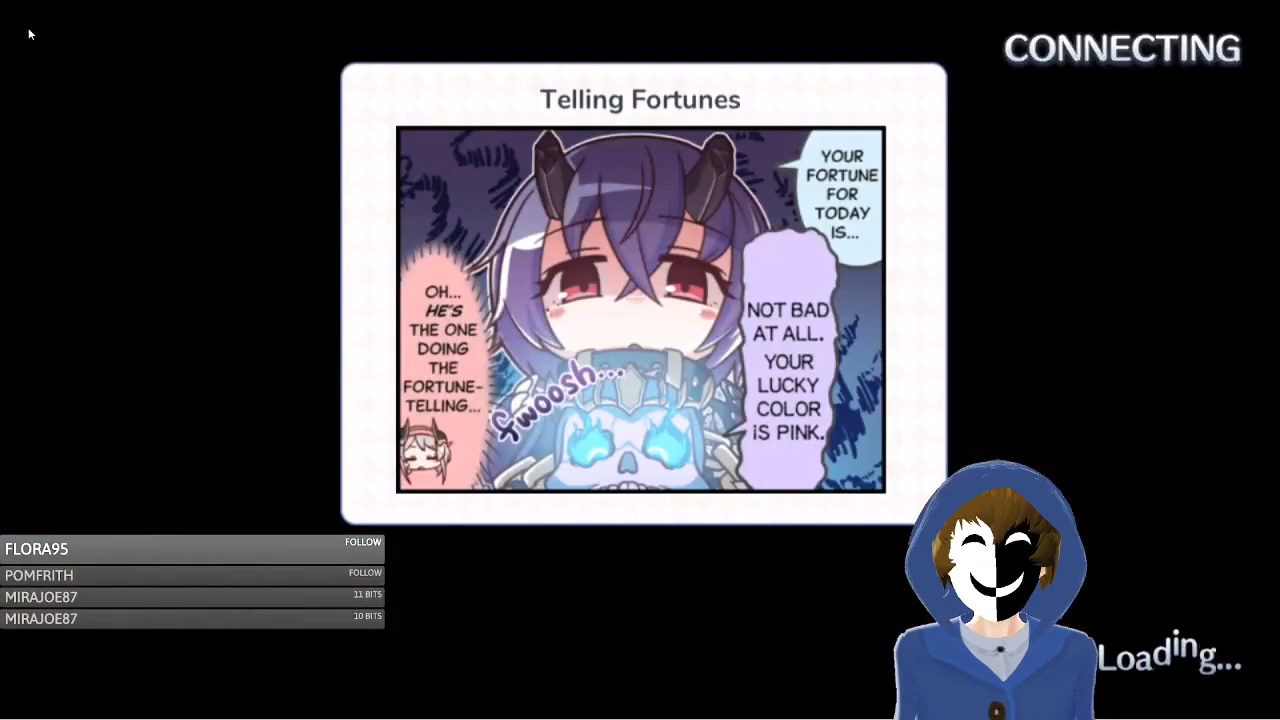 CONNECTING
Telling Fortunes
YOUR
FORTUNE
FOR
TODAY
IS...
NOT BAD
AT ALL.
YOUR
LUCKY
COLOR
IS PINK.
fwoosh...
OH...
HE'S
THE ONE
DOING
THE
FORTUNE-
TELLING...
FLORA95 FOLLOW
POMFRITH FOLLOW
MIRAJOE87 11 BITS
MIRAJOE87 10 BITS
Loading...